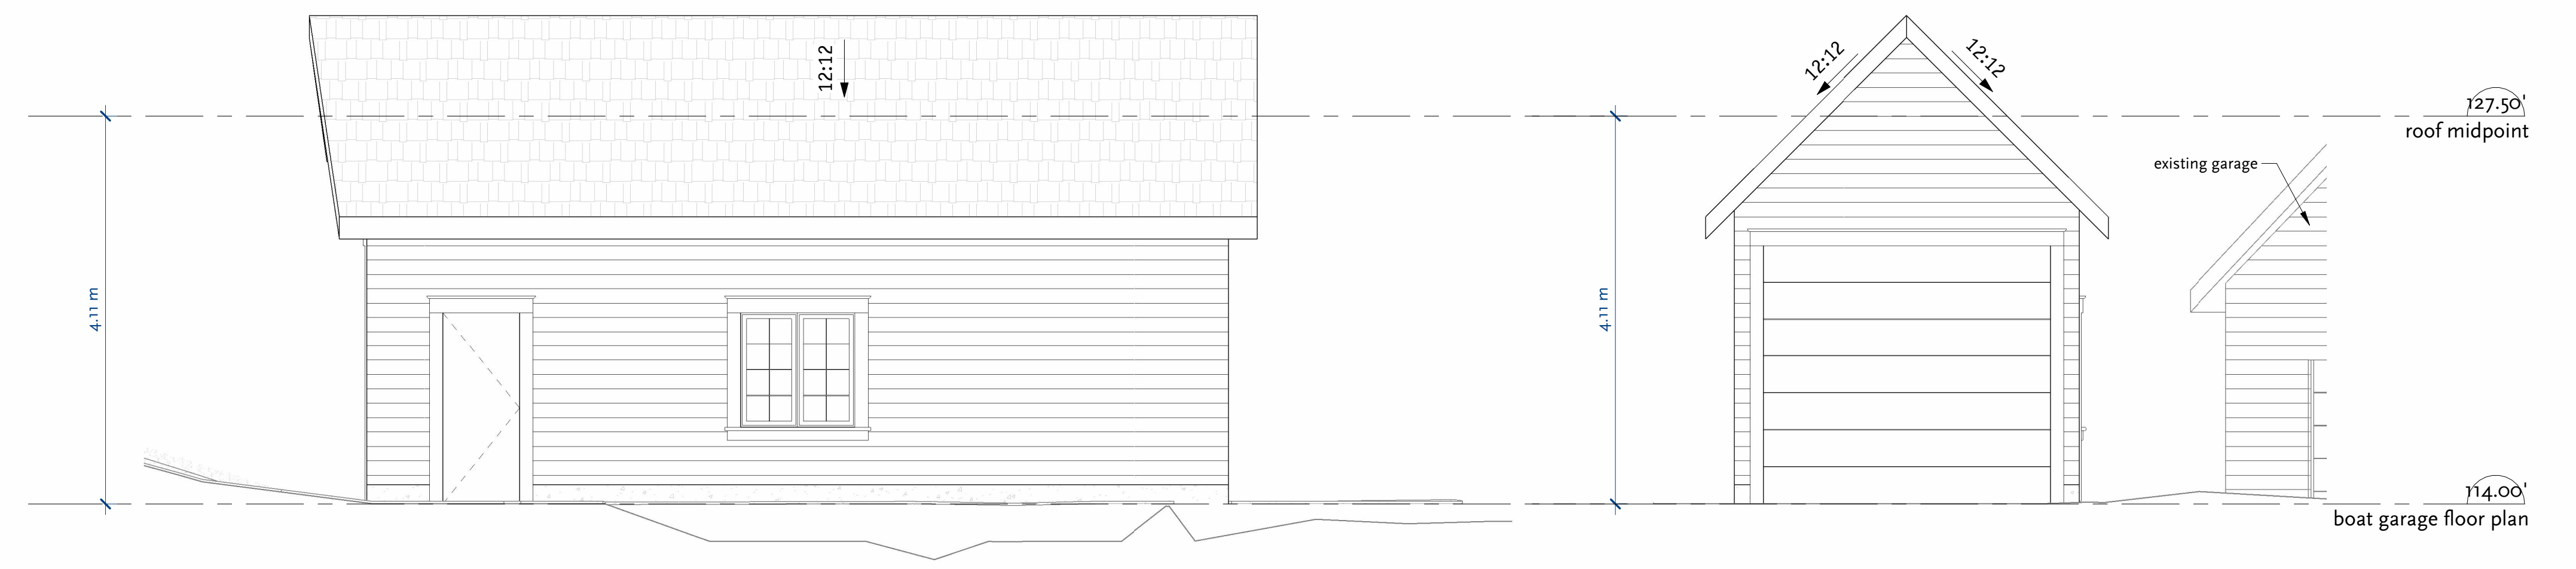 12:12
12:12
12:12
127.50'
roof midpoint
existing garage
4.11 m
4.11 m
114.00'
boat garage floor plan